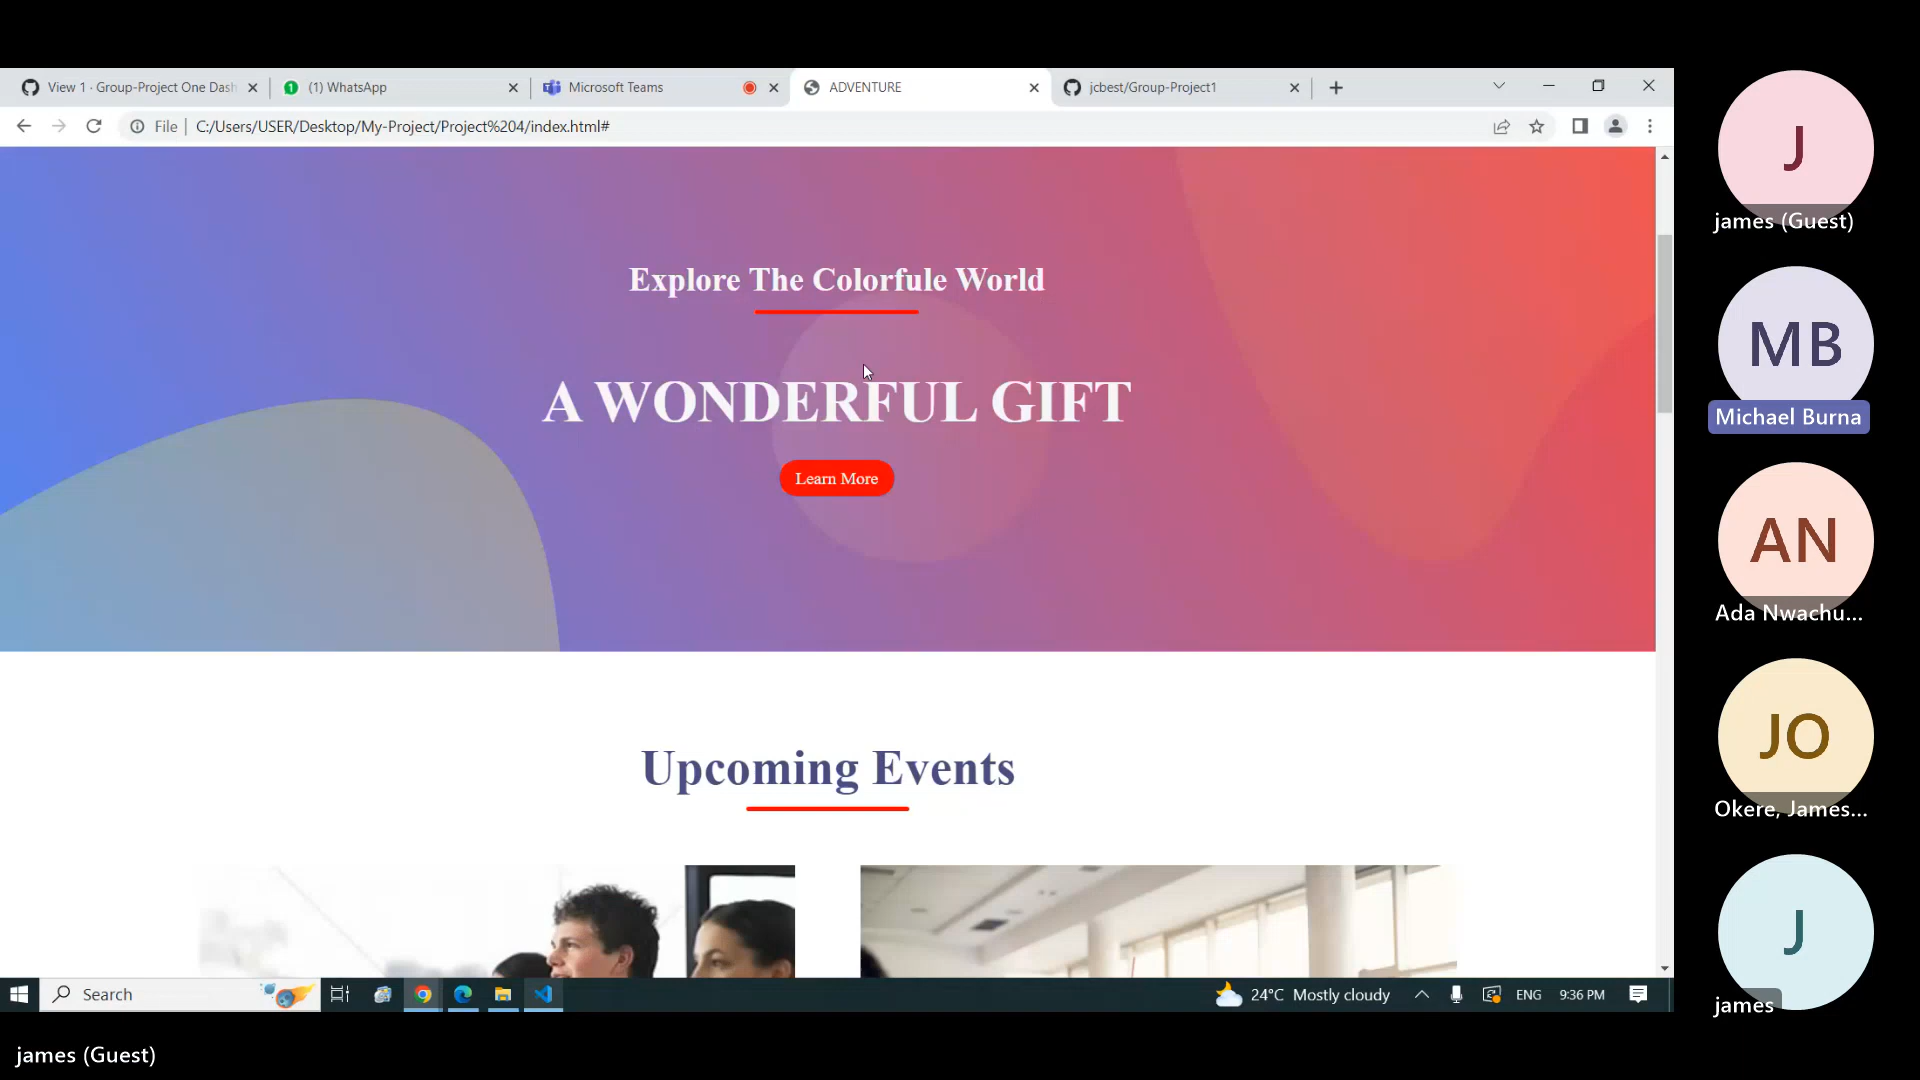 View 1 · Group-Project One Dash
1
(1) WhatsApp
Microsoft Teams
ADVENTURE
jcbest/Group-Project1
File
C:/Users/USER/Desktop/My-Project/Project%204/index.html#
Explore The Colorfule World
A WONDERFUL GIFT
Learn More
Upcoming Events
Search
24°C Mostly cloudy
ENG
9:36 PM
J
james (Guest)
MB
Michael Burna
AN
Ada Nwachu...
JO
Okere, James...
J
james
james (Guest)